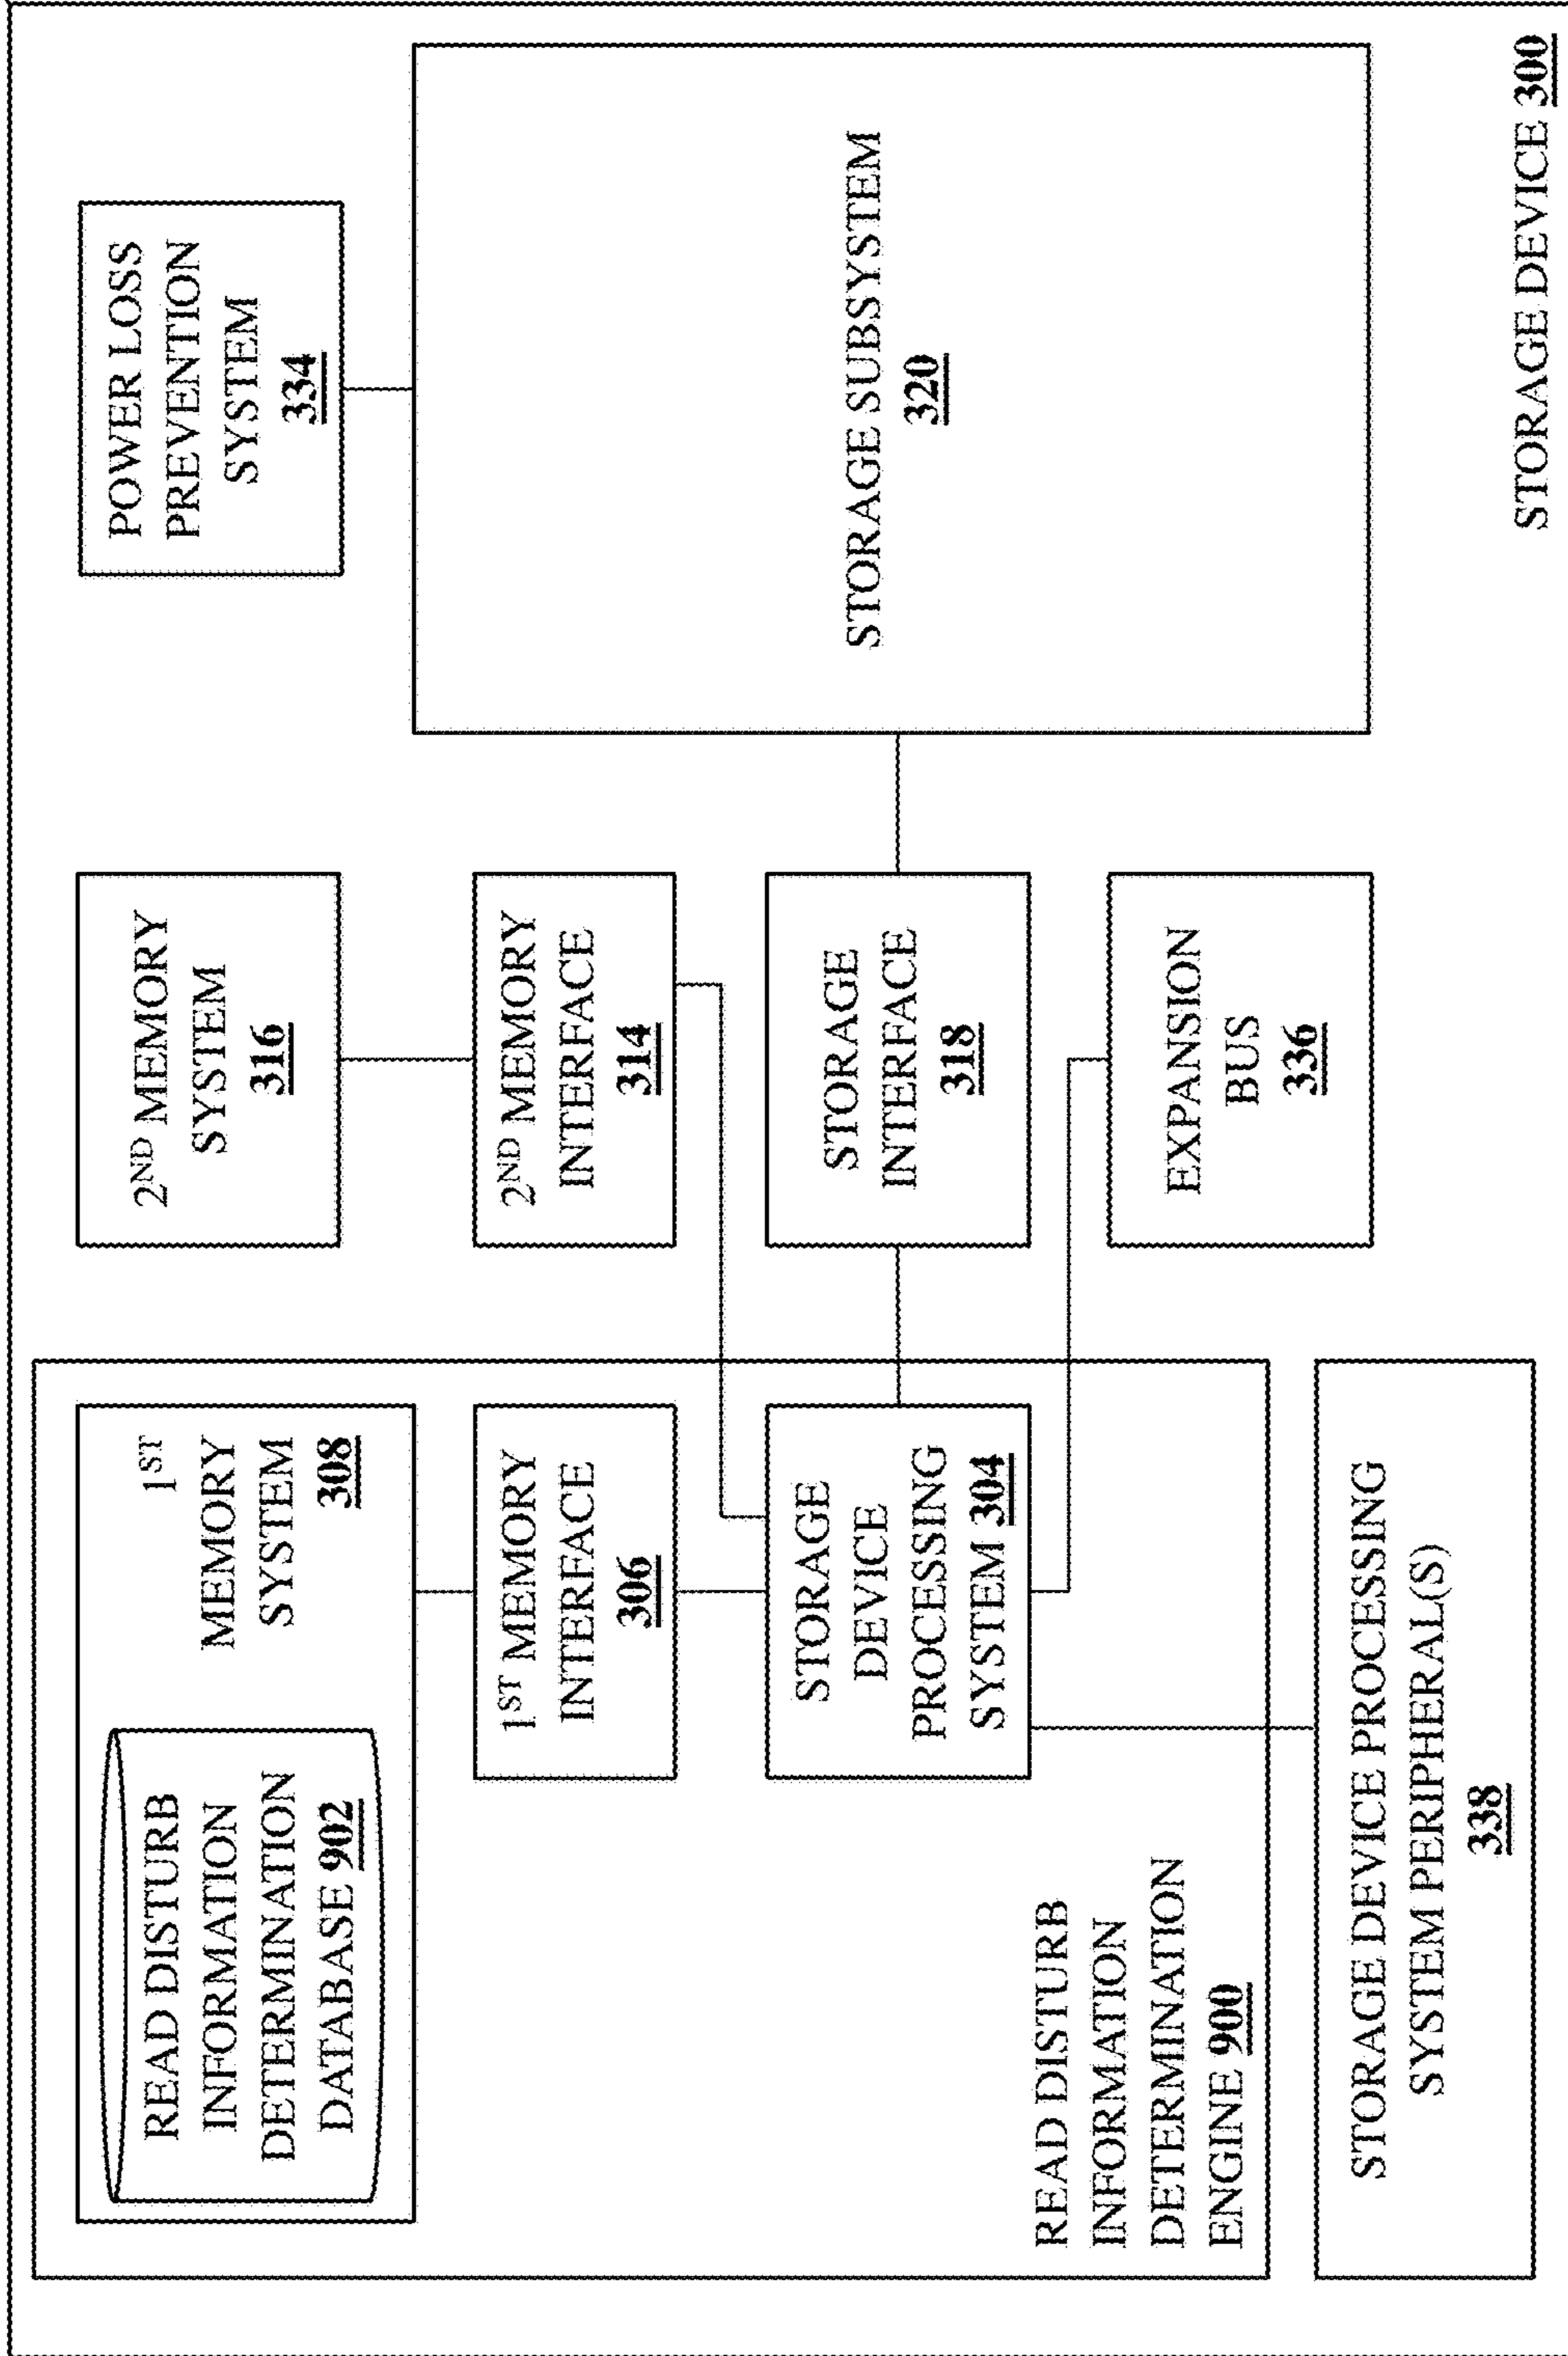 READ DISTURB
INFORMATION
DETERMINATION
DATABASE 902
1ST
MEMORY
SYSTEM
308
1ST MEMORY
INTERFACE
306
STORAGE
DEVICE
PROCESSING
SYSTEM 304
READ DISTURB
INFORMATION
DETERMINATION
ENGINE 900
STORAGE DEVICE PROCESSING
SYSTEM PERIPHERAL(S)
338
2ND MEMORY
SYSTEM
316
2ND MEMORY
INTERFACE
314
STORAGE
INTERFACE
318
EXPANSION
BUS
336
POWER LOSS
PREVENTION
SYSTEM
334
STORAGE SUBSYSTEM
320
STORAGE DEVICE 300